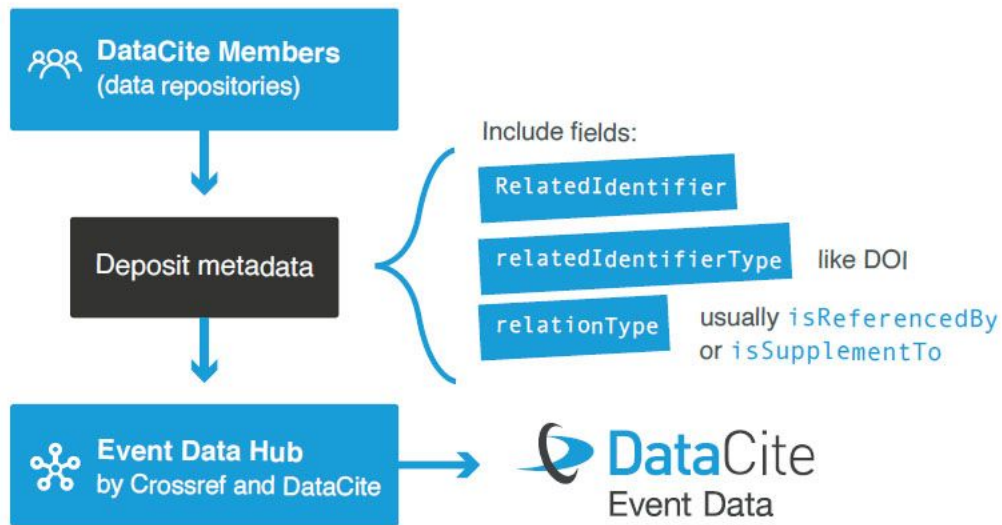 DataCite Members
(data repositories)
Include fields:
RelatedIdentifier
Deposit metadata
relatedIdentifierType like DOI
relationType usually isReferencedBy
or isSupplementTo
Event Data Hub
by Crossref and DataCite
DataCite
Event Data